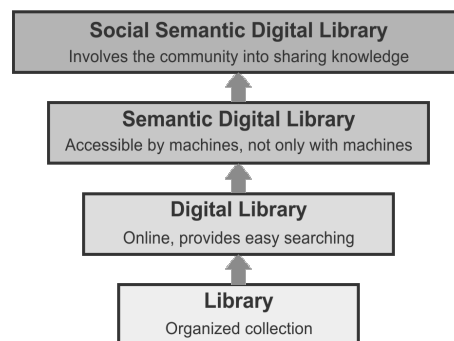 Social Semantic Digital Library
Involves the community into sharing knowledge
Semantic Digital Library
Accessible by machines, not only with machines
Digital Library
Online, provides easy searching
Library
Organized collection